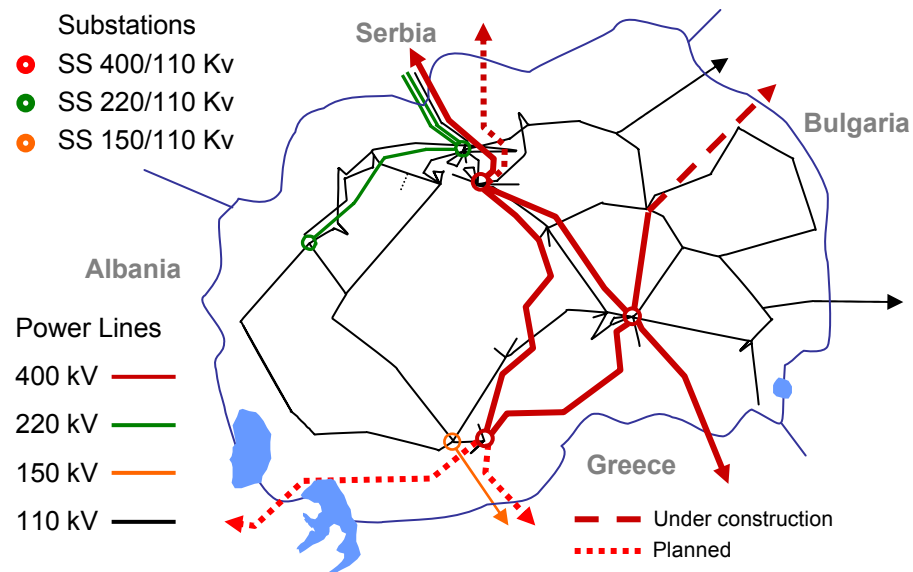 Substations
SS 400/110 Kv
SS 220/110 Kv
SS 150/110 Kv
Serbia
Bulgaria
Albania
Greece
Power Lines
400 kV
220 kV
150 kV
110 kV
Under construction
Planned